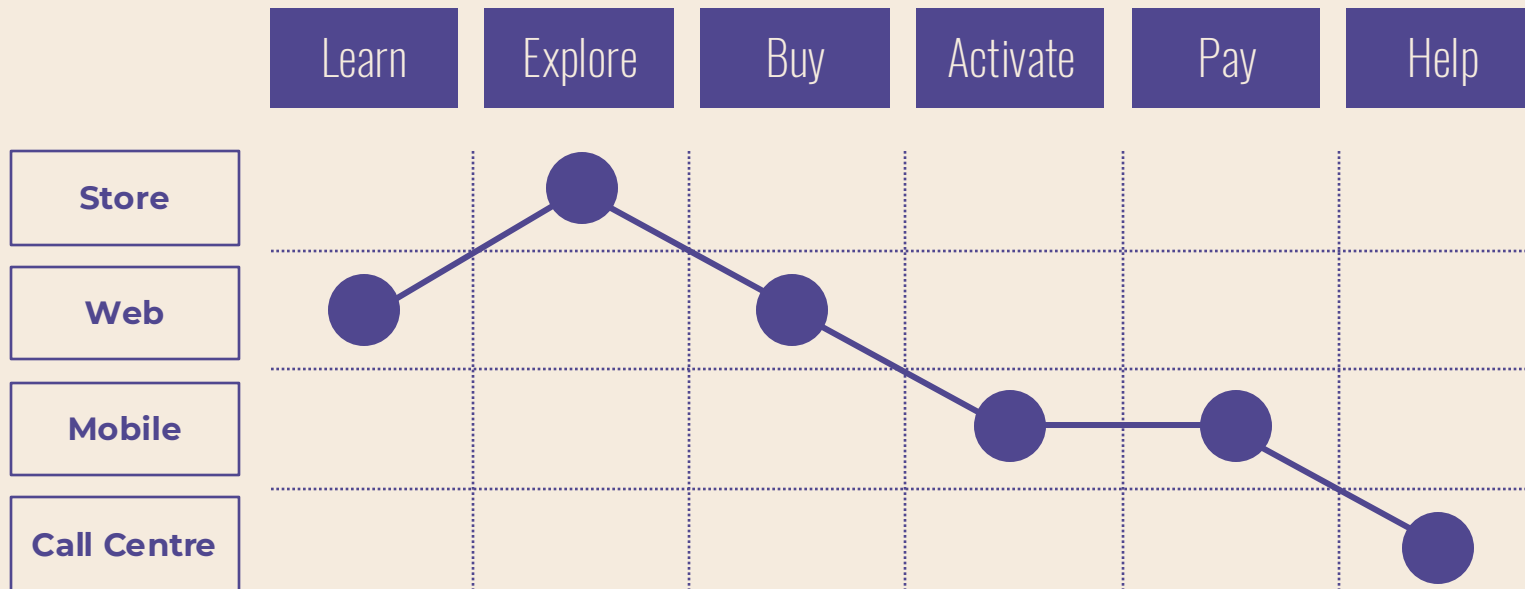 Learn
Explore
Buy
Activate
Pay
Help
Store
Web
Mobile
Call Centre